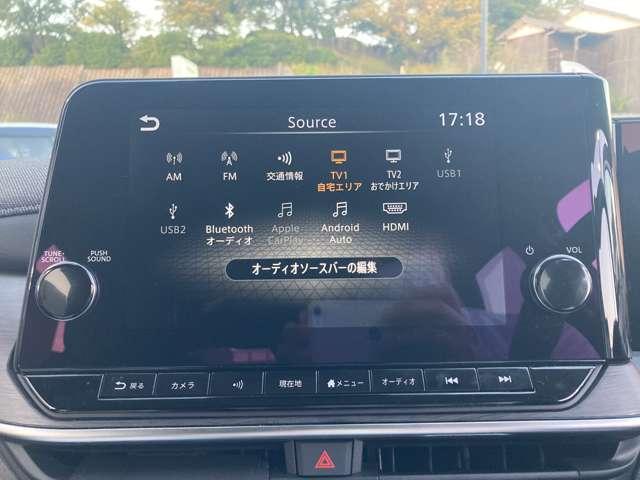 Source
17:18
AM
FM
交通情報
TV1
自宅エリア
TV2
おでかけエリア
USB1
USB2
Bluetooth
オーディオ
Apple
CarPlay
Android
Auto
HDMI
オーディオソースバーの編集
TUNE・
SCROLL
PUSH
SOUND
VOL
戻る
カメラ
現在地
メニュー
オーディオ